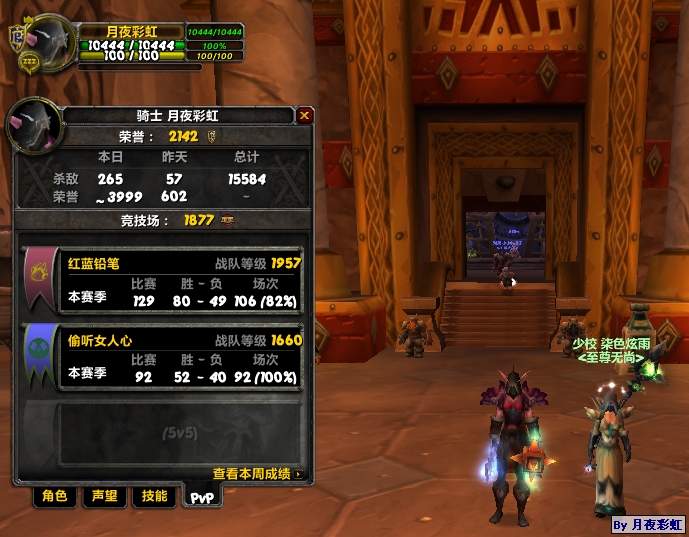 月夜彩虹
10444/10444
10444 / 10444
100%
100 / 100
100/100
zzz
骑士 月夜彩虹
荣誉： 2142
本日 昨天 总计
杀敌 265 57 15584
荣誉 ~3999 602 -
竞技场： 1877
红蓝铅笔 战队等级 1957
比赛 胜 - 负 场次
本赛季 129 80 - 49 106 (82%)
偷听女人心 战队等级 1660
比赛 胜 - 负 场次
本赛季 92 52 - 40 92 (100%)
(5v5)
查看本周成绩
角色 声望 技能 PvP
少校 柒色炫雨
<至尊无尚>
By 月夜彩虹